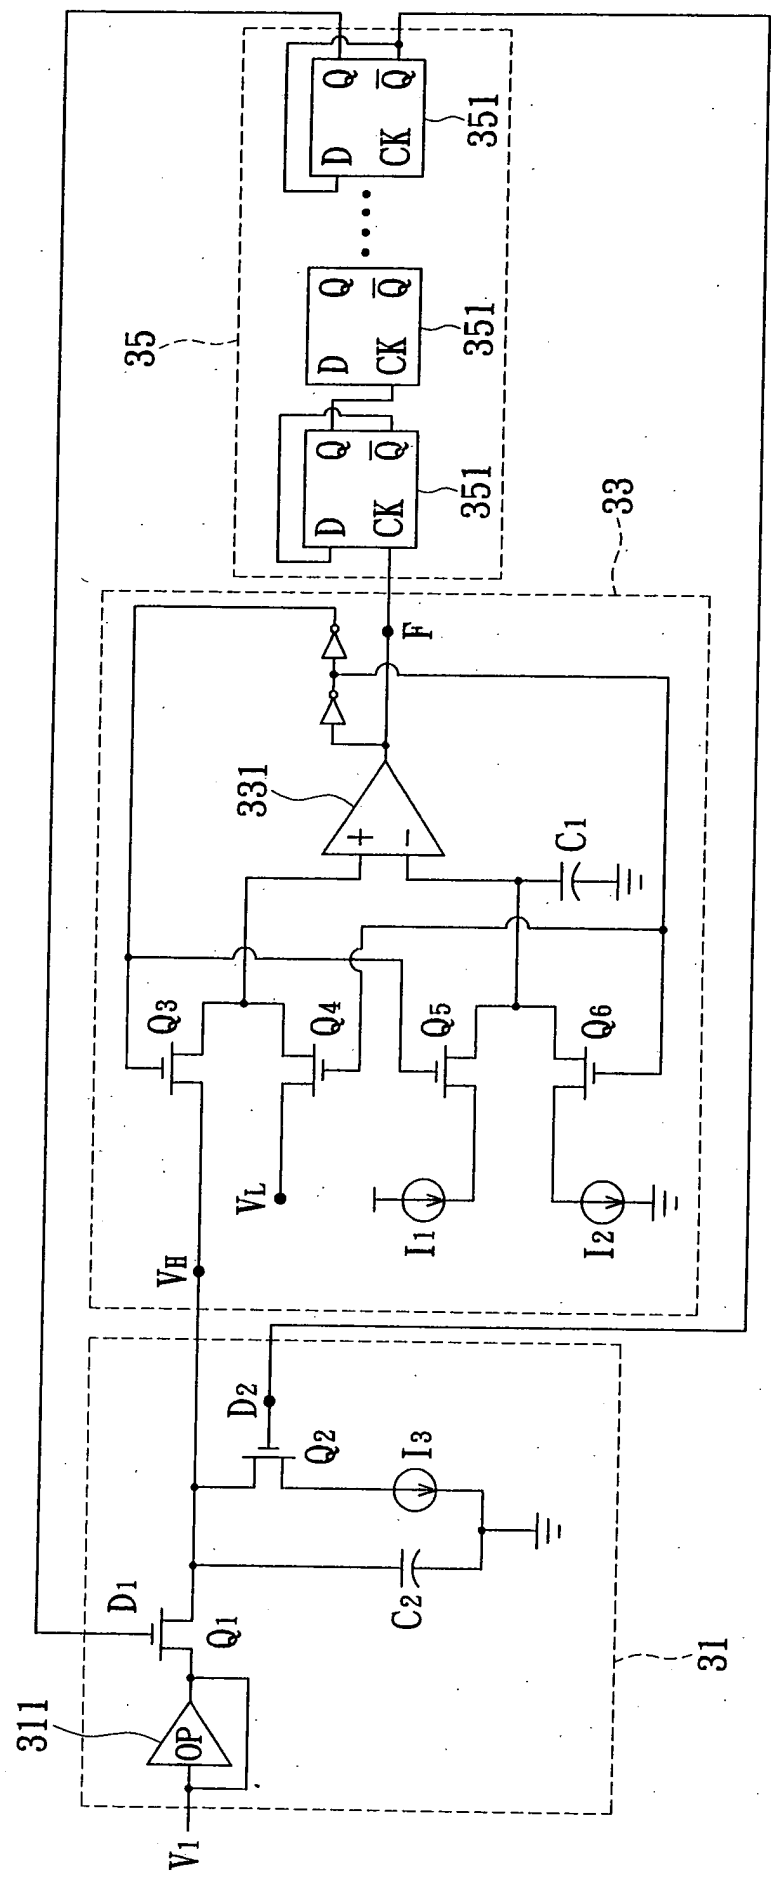 V1
311
OP
D1
Q1
C2
I3
Q2
D2
31
VH
VL
Q3
Q4
I1
Q5
I2
Q6
C1
331
+
-
F
33
35
D
Q
CK
Q̅
351
D
Q
CK
Q̅
351
D
Q
CK
Q̅
351